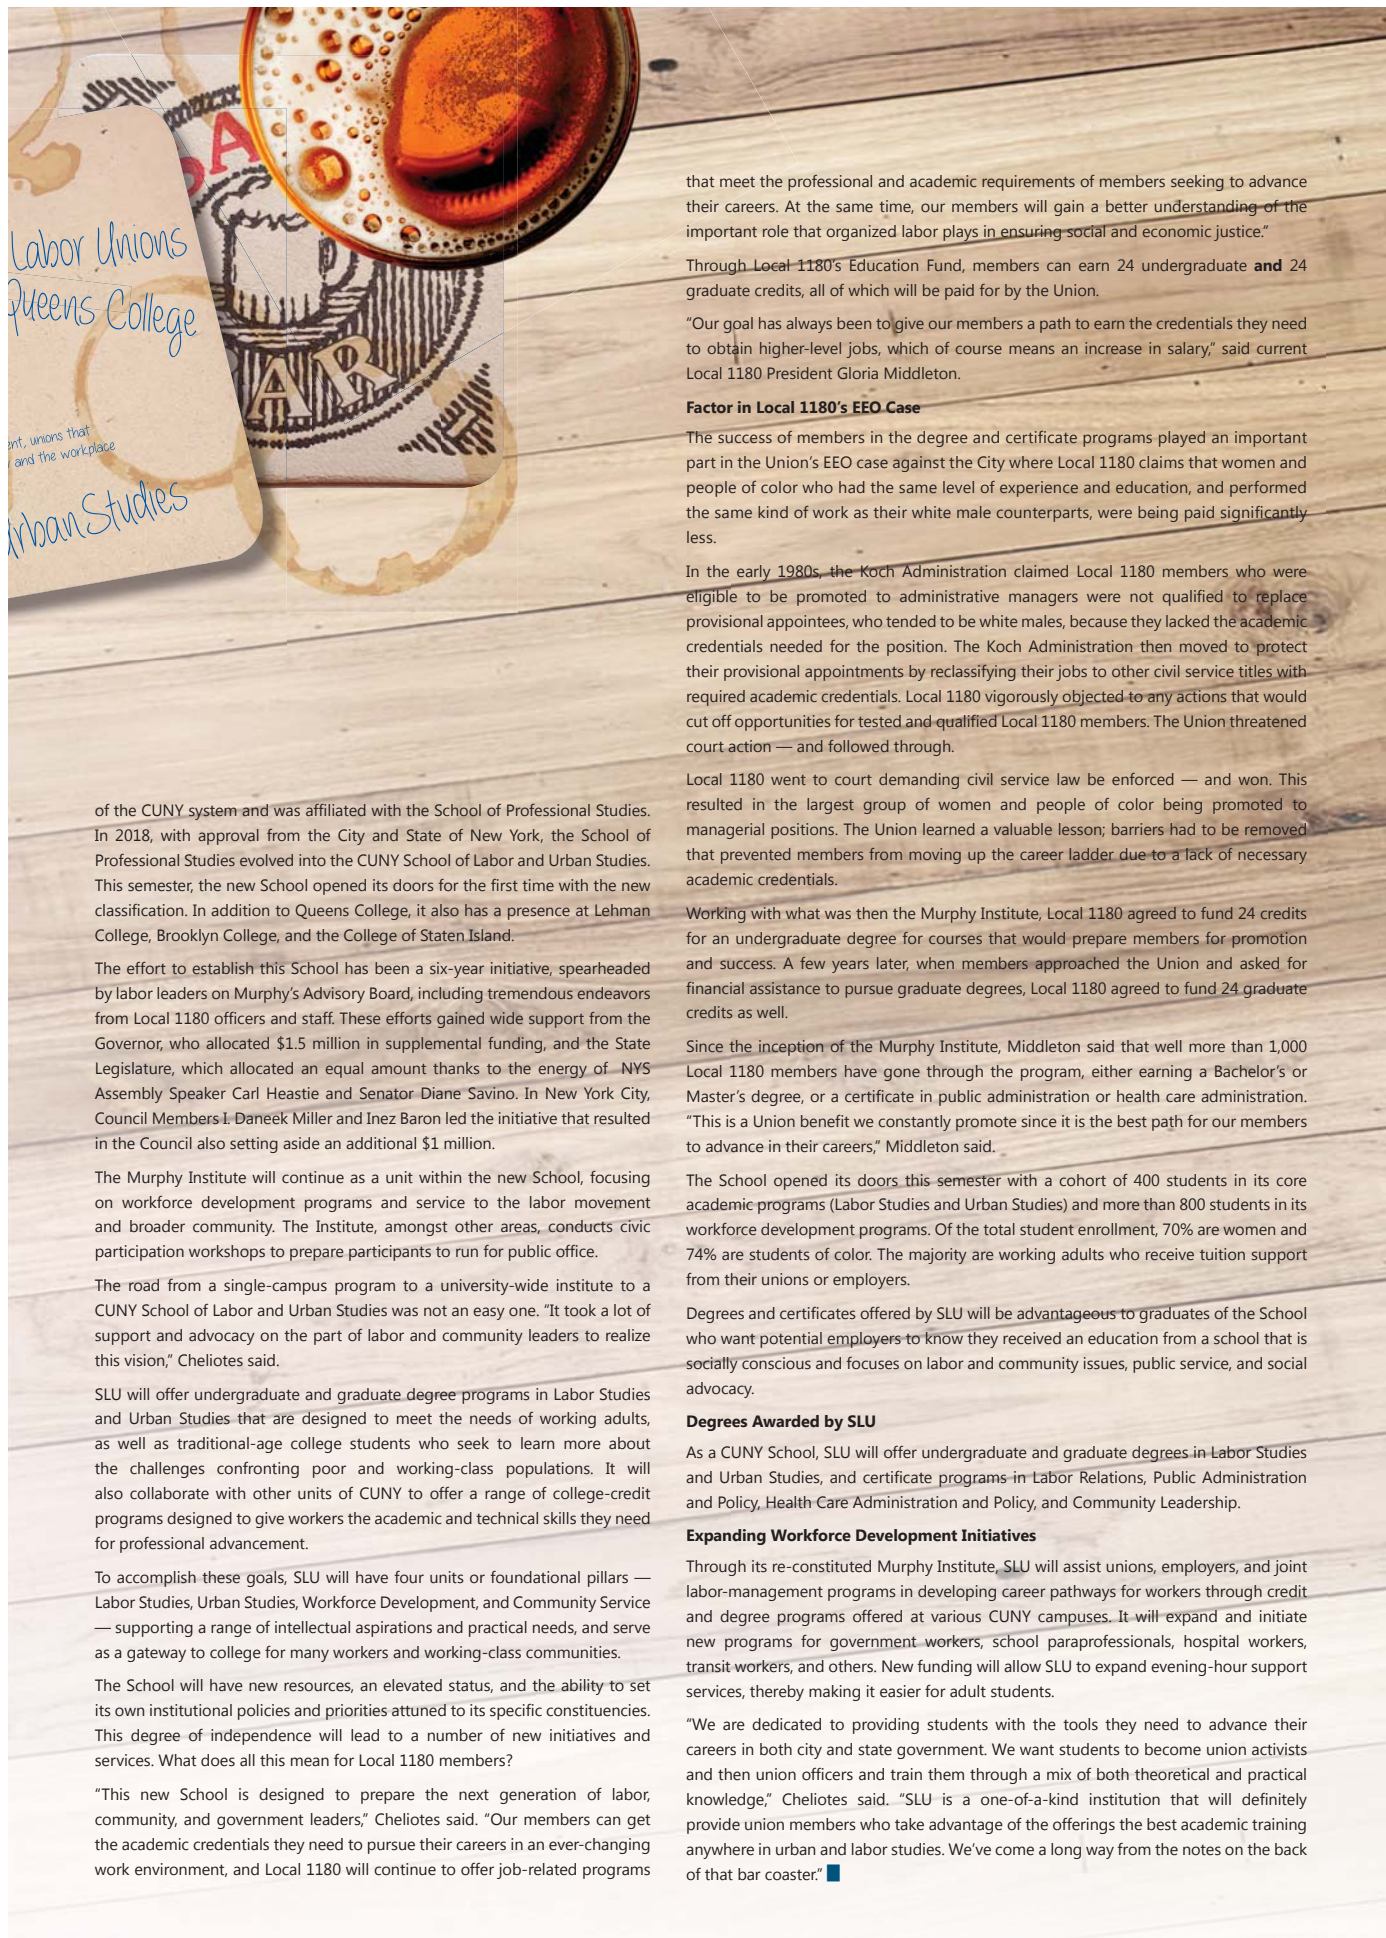 Labor Unions
Queens College
unions that
and the workplace
Urban Studies
BAR
of the CUNY system and was affiliated with the School of Professional Studies.
In 2018, with approval from the City and State of New York, the School of
Professional Studies evolved into the CUNY School of Labor and Urban Studies.
This semester, the new School opened its doors for the first time with the new
classification. In addition to Queens College, it also has a presence at Lehman
College, Brooklyn College, and the College of Staten Island.
The effort to establish this School has been a six-year initiative, spearheaded
by labor leaders on Murphy's Advisory Board, including tremendous endeavors
from Local 1180 officers and staff. These efforts gained wide support from the
Governor, who allocated $1.5 million in supplemental funding, and the State
Legislature, which allocated an equal amount thanks to the energy of NYS
Assembly Speaker Carl Heastie and Senator Diane Savino. In New York City,
Council Members I. Daneek Miller and Inez Baron led the initiative that resulted
in the Council also setting aside an additional $1 million.
The Murphy Institute will continue as a unit within the new School, focusing
on workforce development programs and service to the labor movement
and broader community. The Institute, amongst other areas, conducts civic
participation workshops to prepare participants to run for public office.
The road from a single-campus program to a university-wide institute to a
CUNY School of Labor and Urban Studies was not an easy one. "It took a lot of
support and advocacy on the part of labor and community leaders to realize
this vision," Cheliotes said.
SLU will offer undergraduate and graduate degree programs in Labor Studies
and Urban Studies that are designed to meet the needs of working adults,
as well as traditional-age college students who seek to learn more about
the challenges confronting poor and working-class populations. It will
also collaborate with other units of CUNY to offer a range of college-credit
programs designed to give workers the academic and technical skills they need
for professional advancement.
To accomplish these goals, SLU will have four units or foundational pillars —
Labor Studies, Urban Studies, Workforce Development, and Community Service
— supporting a range of intellectual aspirations and practical needs, and serve
as a gateway to college for many workers and working-class communities.
The School will have new resources, an elevated status, and the ability to set
its own institutional policies and priorities attuned to its specific constituencies.
This degree of independence will lead to a number of new initiatives and
services. What does all this mean for Local 1180 members?
"This new School is designed to prepare the next generation of labor,
community, and government leaders," Cheliotes said. "Our members can get
the academic credentials they need to pursue their careers in an ever-changing
work environment, and Local 1180 will continue to offer job-related programs
that meet the professional and academic requirements of members seeking to advance
their careers. At the same time, our members will gain a better understanding of the
important role that organized labor plays in ensuring social and economic justice."
Through Local 1180's Education Fund, members can earn 24 undergraduate and 24
graduate credits, all of which will be paid for by the Union.
"Our goal has always been to give our members a path to earn the credentials they need
to obtain higher-level jobs, which of course means an increase in salary," said current
Local 1180 President Gloria Middleton.
Factor in Local 1180's EEO Case
The success of members in the degree and certificate programs played an important
part in the Union's EEO case against the City where Local 1180 claims that women and
people of color who had the same level of experience and education, and performed
the same kind of work as their white male counterparts, were being paid significantly
less.
In the early 1980s, the Koch Administration claimed Local 1180 members who were
eligible to be promoted to administrative managers were not qualified to replace
provisional appointees, who tended to be white males, because they lacked the academic
credentials needed for the position. The Koch Administration then moved to protect
their provisional appointments by reclassifying their jobs to other civil service titles with
required academic credentials. Local 1180 vigorously objected to any actions that would
cut off opportunities for tested and qualified Local 1180 members. The Union threatened
court action — and followed through.
Local 1180 went to court demanding civil service law be enforced — and won. This
resulted in the largest group of women and people of color being promoted to
managerial positions. The Union learned a valuable lesson; barriers had to be removed
that prevented members from moving up the career ladder due to a lack of necessary
academic credentials.
Working with what was then the Murphy Institute, Local 1180 agreed to fund 24 credits
for an undergraduate degree for courses that would prepare members for promotion
and success. A few years later, when members approached the Union and asked for
financial assistance to pursue graduate degrees, Local 1180 agreed to fund 24 graduate
credits as well.
Since the inception of the Murphy Institute, Middleton said that well more than 1,000
Local 1180 members have gone through the program, either earning a Bachelor's or
Master's degree, or a certificate in public administration or health care administration.
"This is a Union benefit we constantly promote since it is the best path for our members
to advance in their careers," Middleton said.
The School opened its doors this semester with a cohort of 400 students in its core
academic programs (Labor Studies and Urban Studies) and more than 800 students in its
workforce development programs. Of the total student enrollment, 70% are women and
74% are students of color. The majority are working adults who receive tuition support
from their unions or employers.
Degrees and certificates offered by SLU will be advantageous to graduates of the School
who want potential employers to know they received an education from a school that is
socially conscious and focuses on labor and community issues, public service, and social
advocacy.
Degrees Awarded by SLU
As a CUNY School, SLU will offer undergraduate and graduate degrees in Labor Studies
and Urban Studies, and certificate programs in Labor Relations, Public Administration
and Policy, Health Care Administration and Policy, and Community Leadership.
Expanding Workforce Development Initiatives
Through its re-constituted Murphy Institute, SLU will assist unions, employers, and joint
labor-management programs in developing career pathways for workers through credit
and degree programs offered at various CUNY campuses. It will expand and initiate
new programs for government workers, school paraprofessionals, hospital workers,
transit workers, and others. New funding will allow SLU to expand evening-hour support
services, thereby making it easier for adult students.
"We are dedicated to providing students with the tools they need to advance their
careers in both city and state government. We want students to become union activists
and then union officers and train them through a mix of both theoretical and practical
knowledge," Cheliotes said. "SLU is a one-of-a-kind institution that will definitely
provide union members who take advantage of the offerings the best academic training
anywhere in urban and labor studies. We've come a long way from the notes on the back
of that bar coaster."